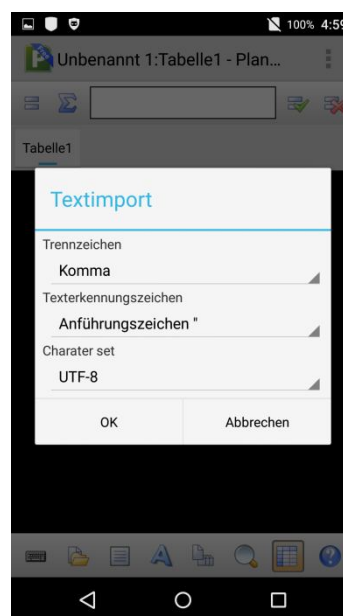 100% 4:59
Unbenannt 1:Tabelle1 - Plan...
Tabelle1
Textimport
Trennzeichen
Komma
Texterkennungszeichen
Anführungszeichen "
Charater set
UTF-8
OK Abbrechen